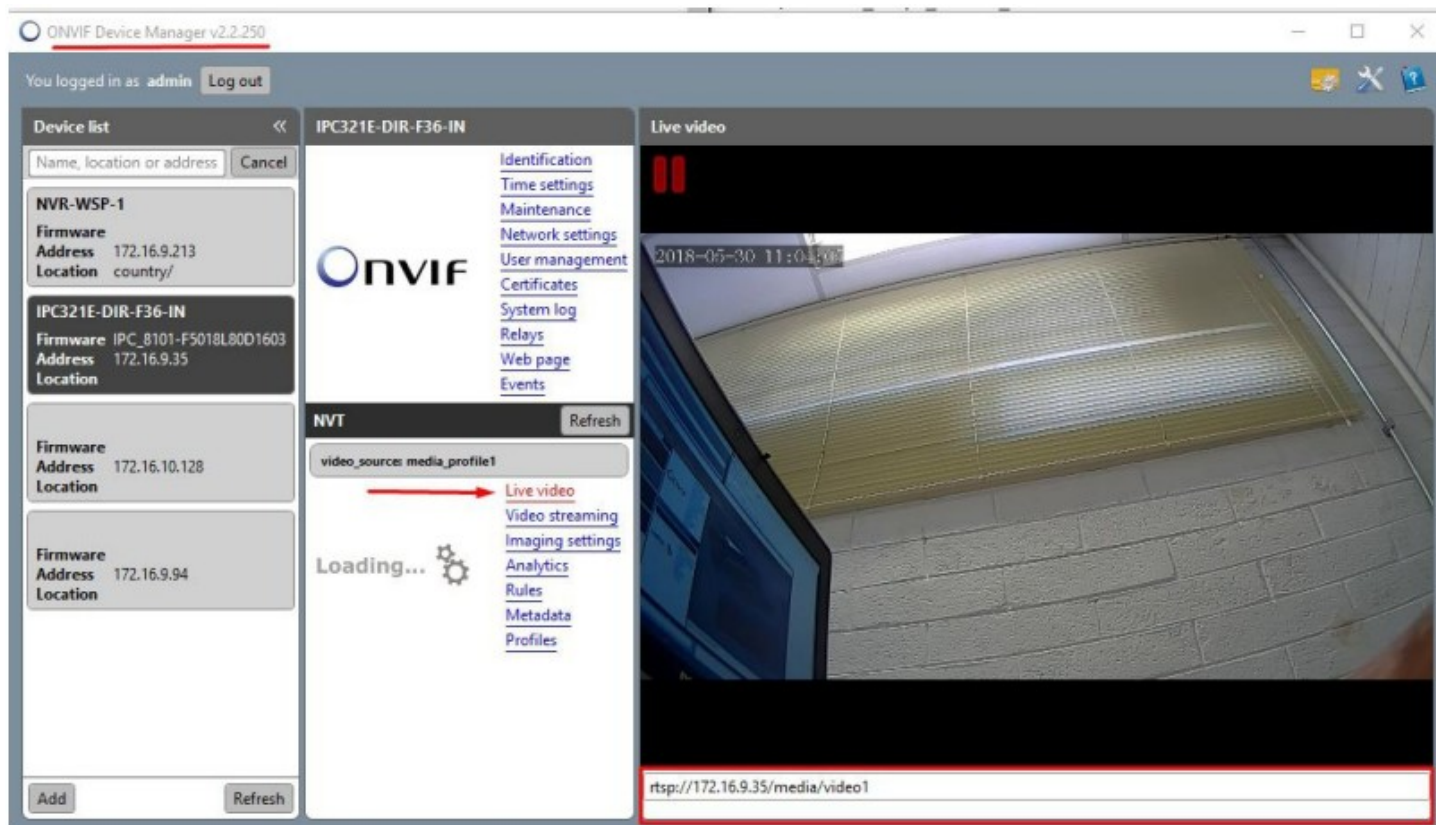 ONVIF Device Manager v2.2.250
You logged in as admin Log out
Device list
Name, location or address Cancel
NVR-WSP-1
Firmware
Address 172.16.9.213
Location country/
IPC321E-DIR-F36-IN
Firmware IPC_8101-F5018L80D1603
Address 172.16.9.35
Location
Firmware
Address 172.16.10.128
Location
Firmware
Address 172.16.9.94
Location
Add Refresh
IPC321E-DIR-F36-IN
ONVIF
Identification
Time settings
Maintenance
Network settings
User management
Certificates
System log
Relays
Web page
Events
NVT Refresh
video_source: media_profile1
Live video
Video streaming
Imaging settings
Analytics
Rules
Metadata
Profiles
Loading...
Live video
2018-05-30 11:04
rtsp://172.16.9.35/media/video1